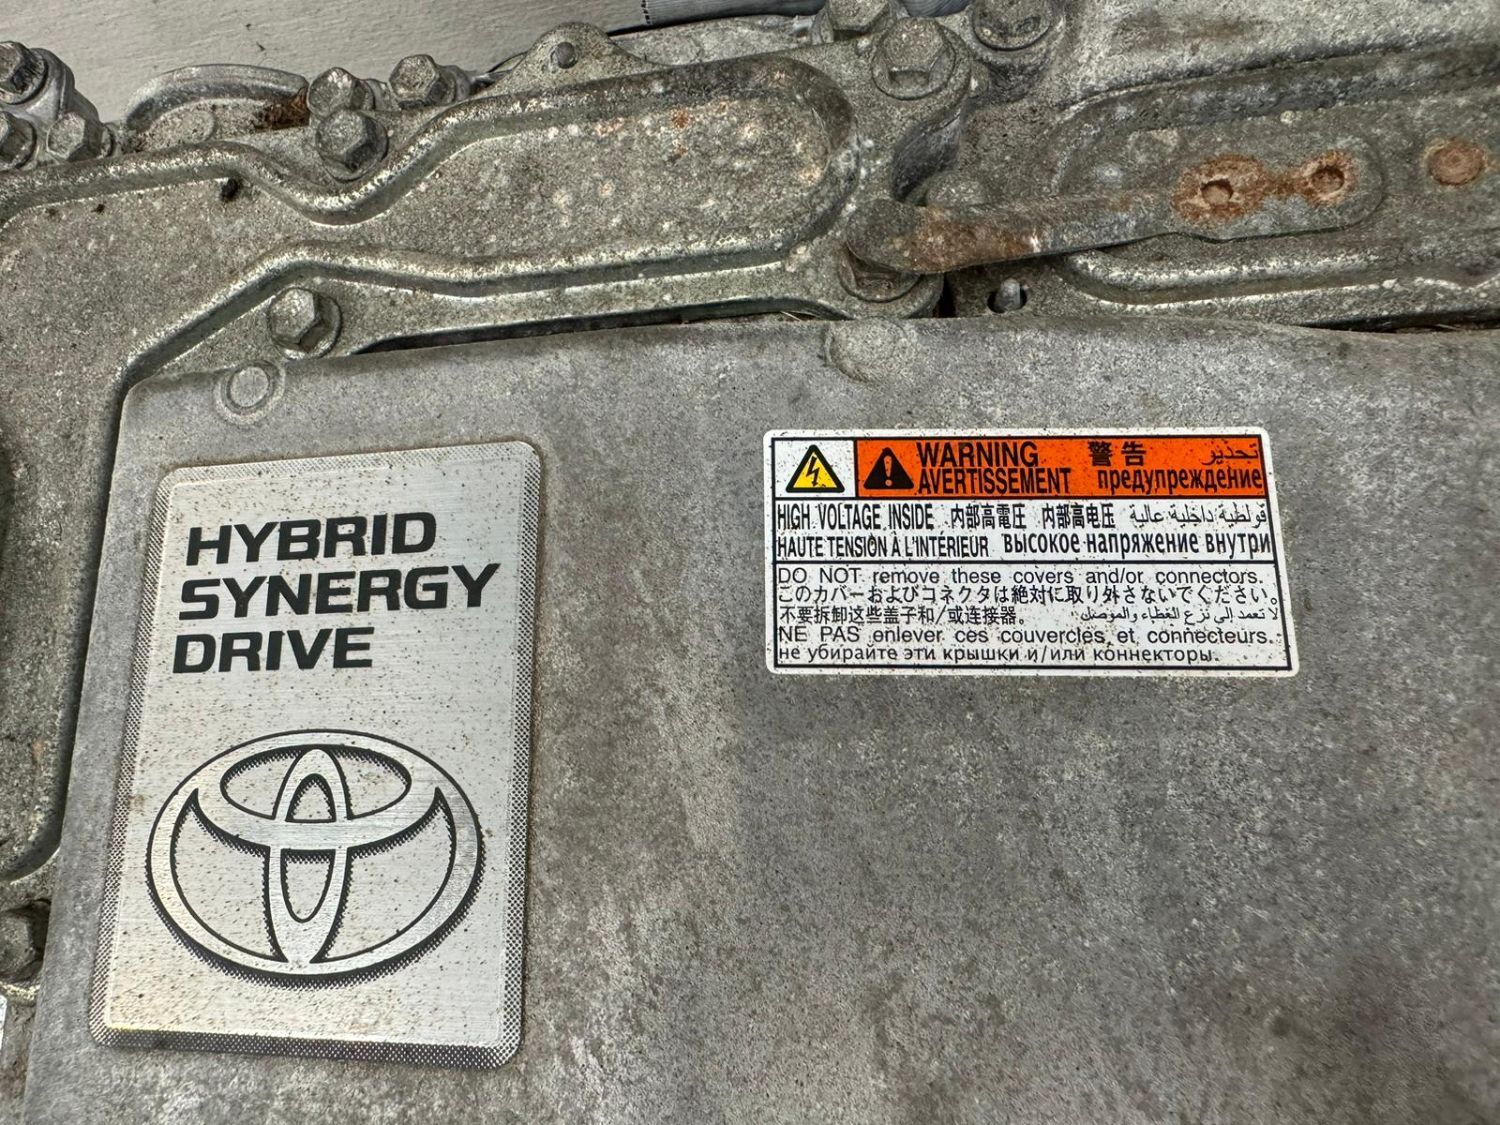 HYBRID
SYNERGY
DRIVE
WARNING 警告 تحذير
AVERTISSEMENT предупреждение
HIGH VOLTAGE INSIDE 内部高電圧 内部高电压 فولطية داخلية عالية
HAUTE TENSION À L'INTÉRIEUR высокое напряжение внутри
DO NOT remove these covers and/or connectors.
このカバーおよびコネクタは絶対に取り外さないでください。
不要拆卸这些盖子和/或连接器。 لا تعمد إلى نزع الغطاء والموصل
NE PAS enlever ces couvercles et connecteurs.
не убирайте эти крышки и/или коннекторы.